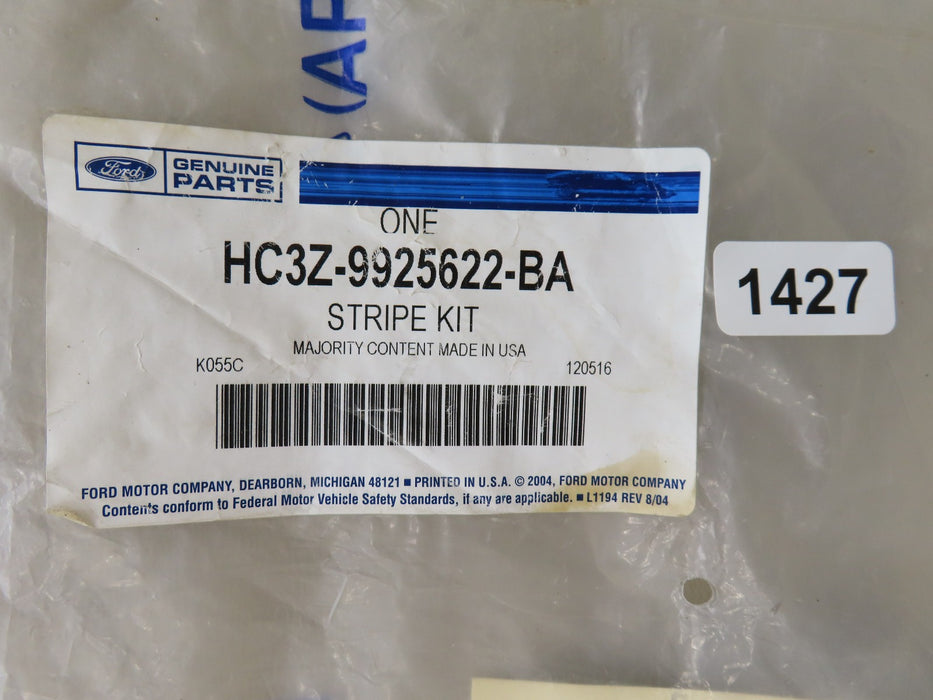 (AF
Ford
GENUINE
PARTS
ONE
HC3Z-9925622-BA
STRIPE KIT
MAJORITY CONTENT MADE IN USA
K055C 120516
FORD MOTOR COMPANY, DEARBORN, MICHIGAN 48121 ■ PRINTED IN U.S.A. © 2004, FORD MOTOR COMPANY
Contents conform to Federal Motor Vehicle Safety Standards, if any are applicable. ■ L1194 REV 8/04
1427